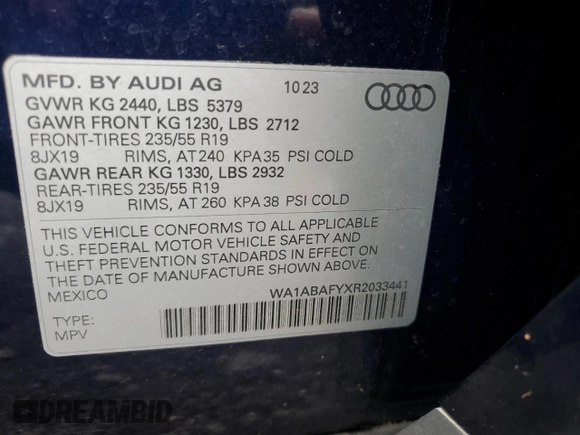 MFD. BY AUDI AG 10 23
GVWR KG 2440, LBS 5379
GAWR FRONT KG 1230, LBS 2712
FRONT-TIRES 235/55 R19
8JX19 RIMS, AT 240 KPA 35 PSI COLD
GAWR REAR KG 1330, LBS 2932
REAR-TIRES 235/55 R19
8JX19 RIMS, AT 260 KPA 38 PSI COLD
THIS VEHICLE CONFORMS TO ALL APPLICABLE
U.S. FEDERAL MOTOR VEHICLE SAFETY AND
THEFT PREVENTION STANDARDS IN EFFECT ON
THE DATE OF MANUFACTURE SHOWN ABOVE.
MEXICO
WA1ABAFYXR2033441
TYPE:
MPV
DREAMBID